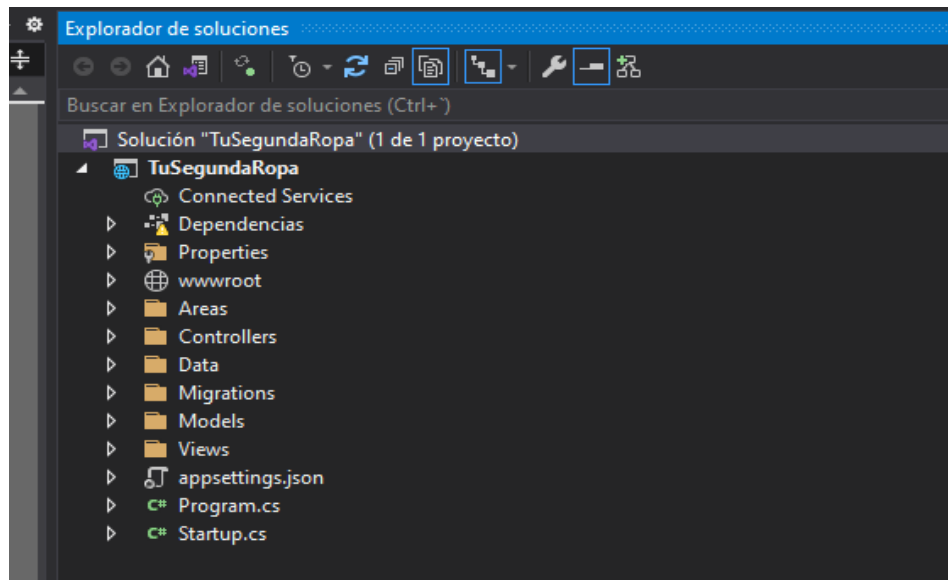 Explorador de soluciones
Buscar en Explorador de soluciones (Ctrl+`)
Solución "TuSegundaRopa" (1 de 1 proyecto)
TuSegundaRopa
Connected Services
Dependencias
Properties
wwwroot
Areas
Controllers
Data
Migrations
Models
Views
appsettings.json
C# Program.cs
C# Startup.cs